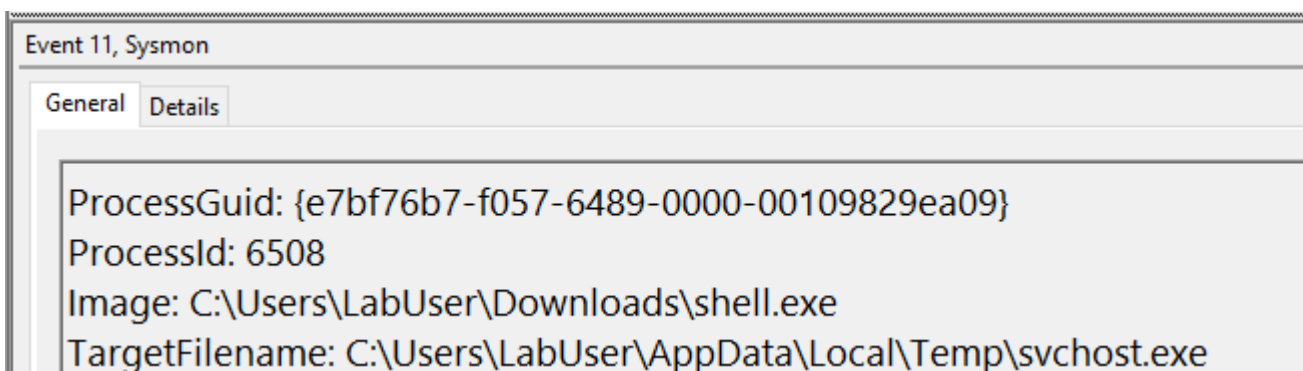 Event 11, Sysmon
General Details
ProcessGuid: {e7bf76b7-f057-6489-0000-00109829ea09}
ProcessId: 6508
Image: C:\Users\LabUser\Downloads\shell.exe
TargetFilename: C:\Users\LabUser\AppData\Local\Temp\svchost.exe